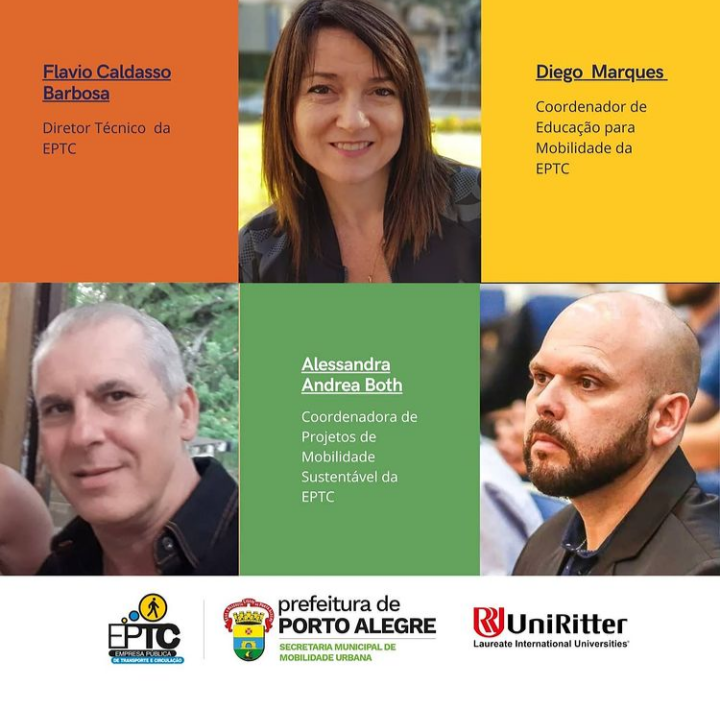 Flavio Caldasso
Barbosa
Diretor Técnico da
EPTC
Diego Marques
Coordenador de
Educação para
Mobilidade da
EPTC
Alessandra
Andrea Both
Coordenadora de
Projetos de
Mobilidade
Sustentável da
EPTC
EPTC
EMPRESA PÚBLICA
DE TRANSPORTE E CIRCULAÇÃO
prefeitura de
PORTO ALEGRE
SECRETARIA MUNICIPAL DE
MOBILIDADE URBANA
UniRitter
Laureate International Universities®